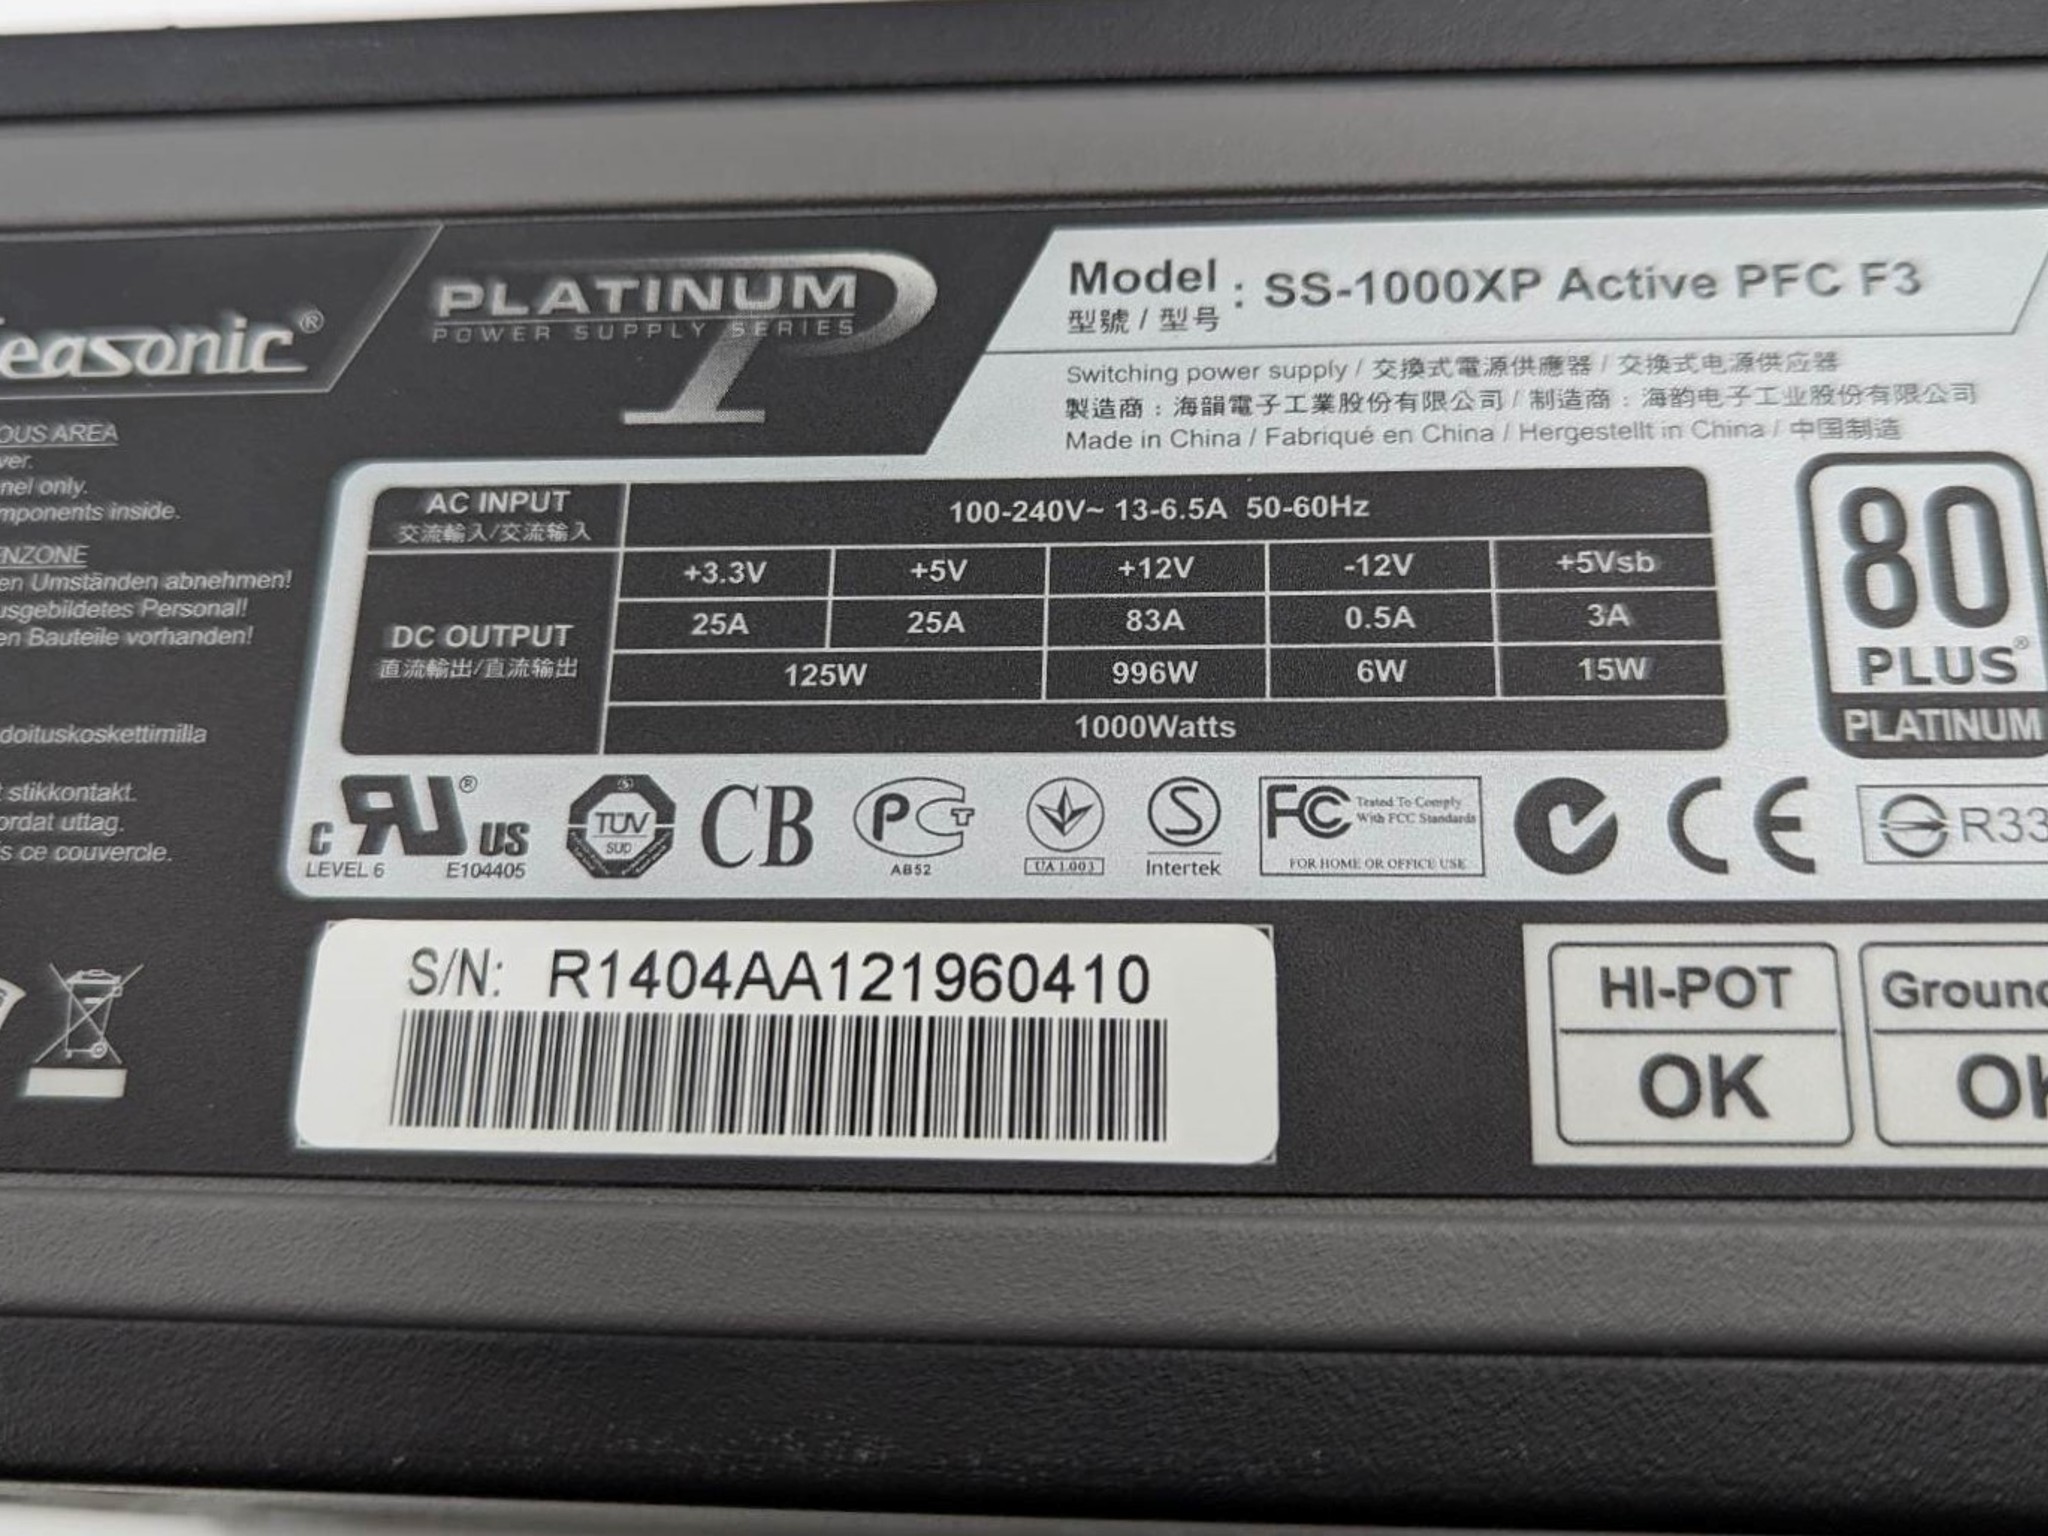 easonic®
PLATINUM
POWER SUPPLY SERIES
Model : SS-1000XP Active PFC F3
型號 / 型号
Switching power supply / 交換式電源供應器 / 交换式电源供应器
製造商 : 海韻電子工業股份有限公司 / 制造商 : 海韵电子工业股份有限公司
Made in China / Fabriqué en China / Hergestellt in China / 中国制造
OUS AREA
ver.
nel only.
mponents inside.
ENZONE
en Umständen abnehmen!
usgebildetes Personal!
en Bauteile vorhanden!
doituskoskettimilla
t stikkontakt.
ordat uttag.
s ce couvercle.
AC INPUT 100-240V~ 13-6.5A 50-60Hz
交流輸入/交流输入
+3.3V +5V +12V -12V +5Vsb
DC OUTPUT 25A 25A 83A 0.5A 3A
直流輸出/直流输出 125W 996W 6W 15W
1000Watts
80
PLUS®
PLATINUM
c RU® US
LEVEL 6 E104405
TÜV
SÜD
CB
PCT
AB52
UA 1.003
S
Intertek
FC Tested To Comply
With FCC Standards
FOR HOME OR OFFICE USE
CE
R33
S/N: R1404AA121960410
HI-POT
OK
Groun
OK